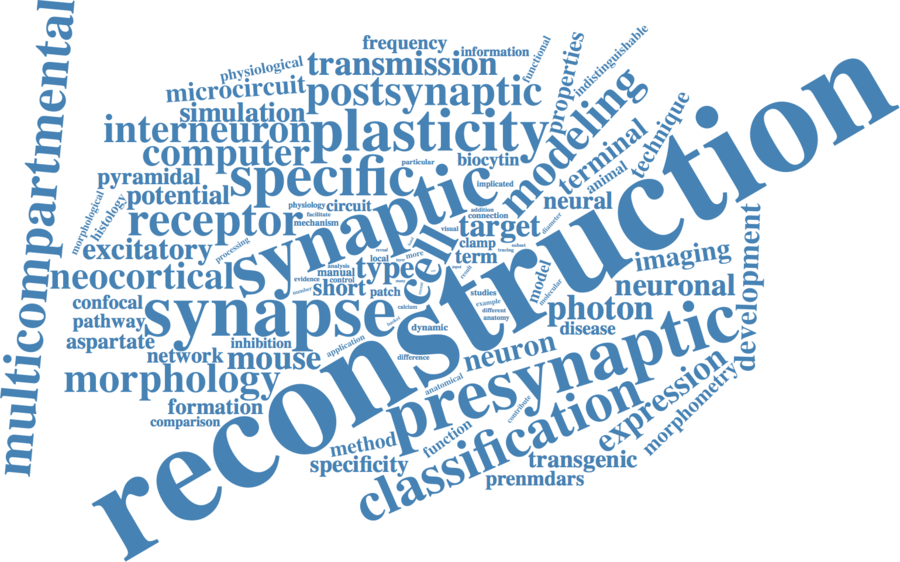 multicompartmental
reconstruction
frequency
information
functional
properties
indistinguishable
physiological
transmission
microcircuit
postsynaptic
modeling
simulation
interneuron
plasticity
terminal
technique
computer
particular
biocytin
animal
pyramidal
specific
synaptic
implicated
neural
potential
physiology
circuit
addition
connection
morphological
histology
receptor
facilitate
mechanism
visual
target
diameter
excitatory
processing
clamp
term
imaging
neocortical
local
more
analysis
manual
type
cell
evidence
control
short
patch
model
molecular
neuronal
development
confocal
synapse
calcium
studies
example
different
anatomy
photon
pathway
dynamic
disease
aspartate
inhibition
application
network
mouse
difference
neuron
presynaptic
morphology
anatomical
formation
comparison
contribute
classification
expression
morphometry
method
function
specificity
transgenic
prenmdars